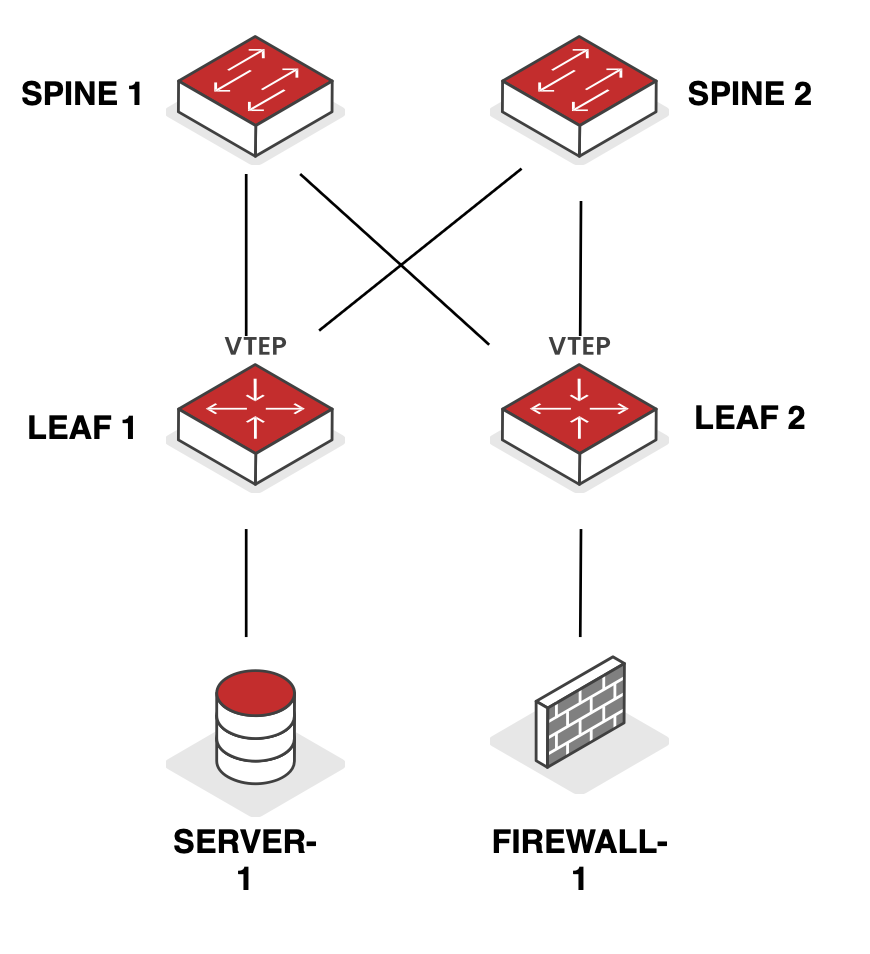 SPINE 1
SPINE 2
VTEP
VTEP
LEAF 1
LEAF 2
SERVER-
1
FIREWALL-
1